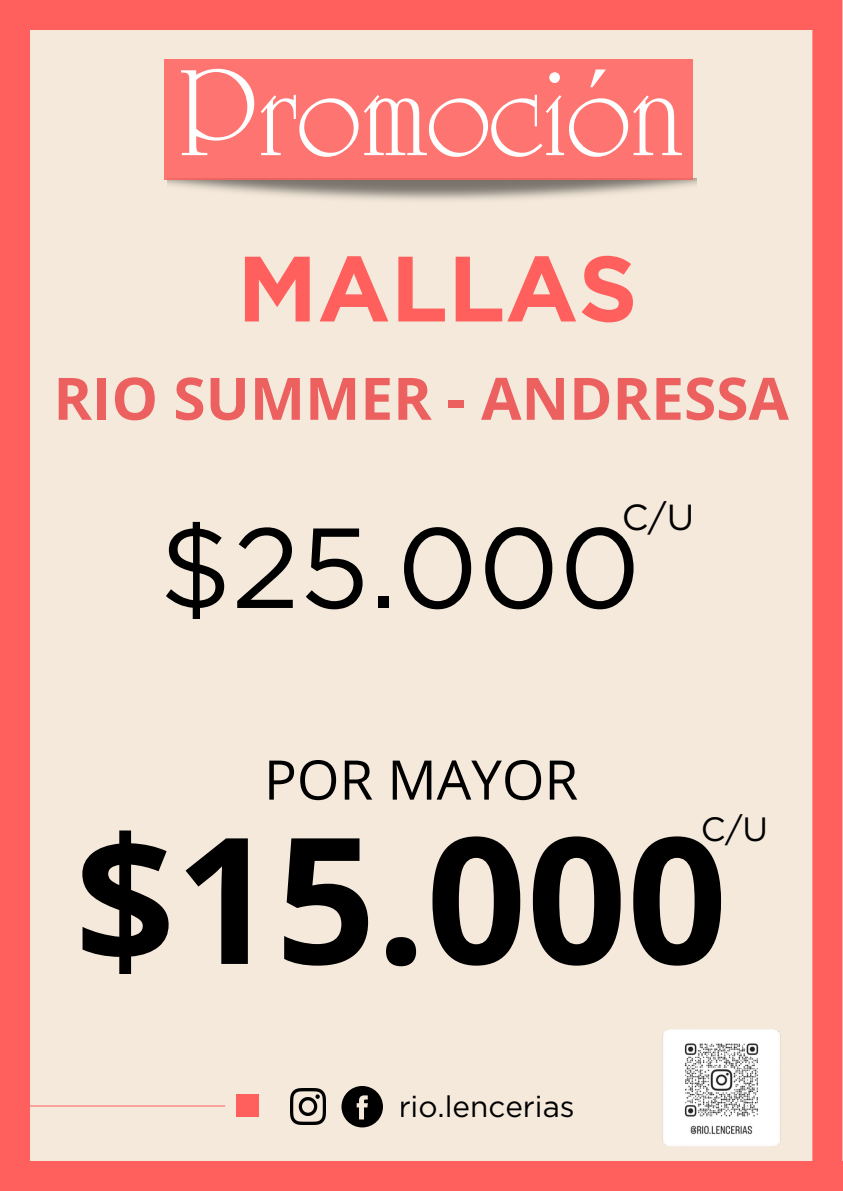 Promoción
MALLAS
RIO SUMMER - ANDRESSA
$25.000 C/U
POR MAYOR
$15.000 C/U
rio.lencerias
@RIO.LENCERIAS